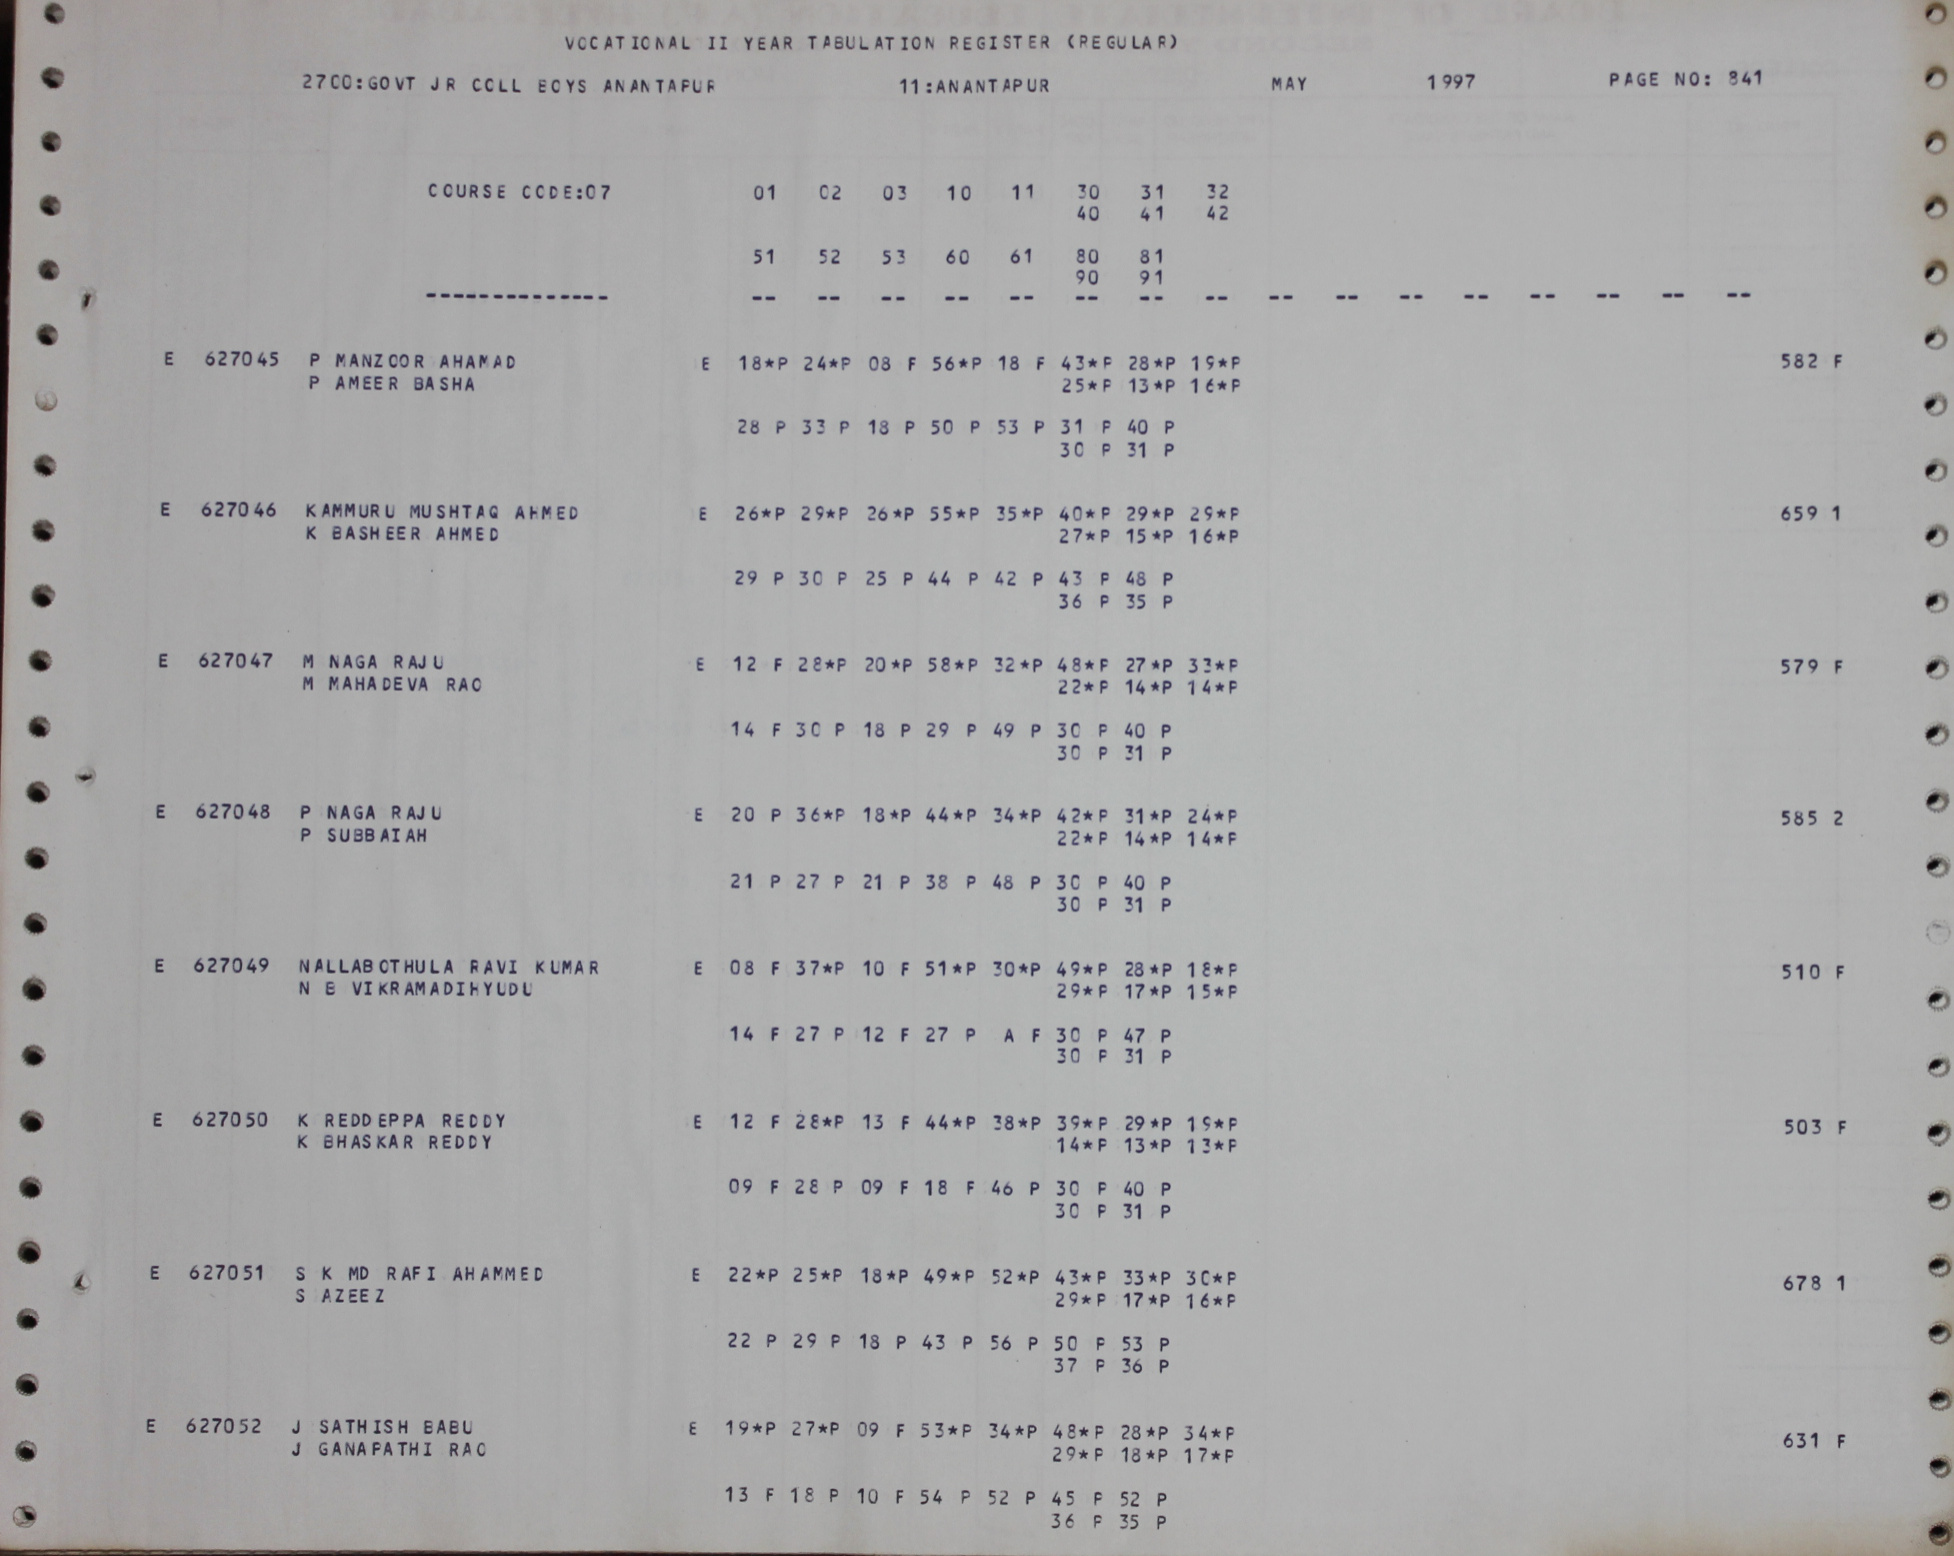 VOCATIONAL II YEAR TABULATION REGISTER (REGULAR)
2700:GOVT JR COLL BOYS ANANTAPUR 11:ANANTAPUR MAY 1997 PAGE NO: 841
COURSE CODE:07 01 02 03 10 11 30 31 32
40 41 42
51 52 53 60 61 80 81
90 91
-------------- -- -- -- -- -- -- -- -- -- -- -- -- -- -- -- --
E 627045 P MANZOOR AHAMAD E 18*P 24*P 08 F 56*P 18 F 43*P 28*P 19*P 582 F
P AMEER BASHA 25*P 13*P 16*P
28 P 33 P 18 P 50 P 53 P 31 P 40 P
30 P 31 P
E 627046 KAMMURU MUSHTAQ AHMED E 26*P 29*P 26*P 55*P 35*P 40*P 29*P 29*P 659 1
K BASHEER AHMED 27*P 15*P 16*P
29 P 30 P 25 P 44 P 42 P 43 P 48 P
36 P 35 P
E 627047 M NAGA RAJU E 12 F 28*P 20*P 58*P 32*P 48*P 27*P 33*P 579 F
M MAHADEVA RAO 22*P 14*P 14*P
14 F 30 P 18 P 29 P 49 P 30 P 40 P
30 P 31 P
E 627048 P NAGA RAJU E 20 P 36*P 18*P 44*P 34*P 42*P 31*P 24*P 585 2
P SUBBAIAH 22*P 14*P 14*P
21 P 27 P 21 P 38 P 48 P 30 P 40 P
30 P 31 P
E 627049 NALLABOTHULA RAVI KUMAR E 08 F 37*P 10 F 51*P 30*P 49*P 28*P 18*P 510 F
N B VIKRAMADIHYUDU 29*P 17*P 15*P
14 F 27 P 12 F 27 P A F 30 P 47 P
30 P 31 P
E 627050 K REDDEPPA REDDY E 12 F 28*P 13 F 44*P 38*P 39*P 29*P 19*P 503 F
K BHASKAR REDDY 14*P 13*P 13*P
09 F 28 P 09 F 18 F 46 P 30 P 40 P
30 P 31 P
E 627051 S K MD RAFI AHAMMED E 22*P 25*P 18*P 49*P 52*P 43*P 33*P 30*P 678 1
S AZEEZ 29*P 17*P 16*P
22 P 29 P 18 P 43 P 56 P 50 P 53 P
37 P 36 P
E 627052 J SATHISH BABU E 19*P 27*P 09 F 53*P 34*P 48*P 28*P 34*P 631 F
J GANAPATHI RAO 29*P 18*P 17*P
13 F 18 P 10 F 54 P 52 P 45 P 52 P
36 P 35 P